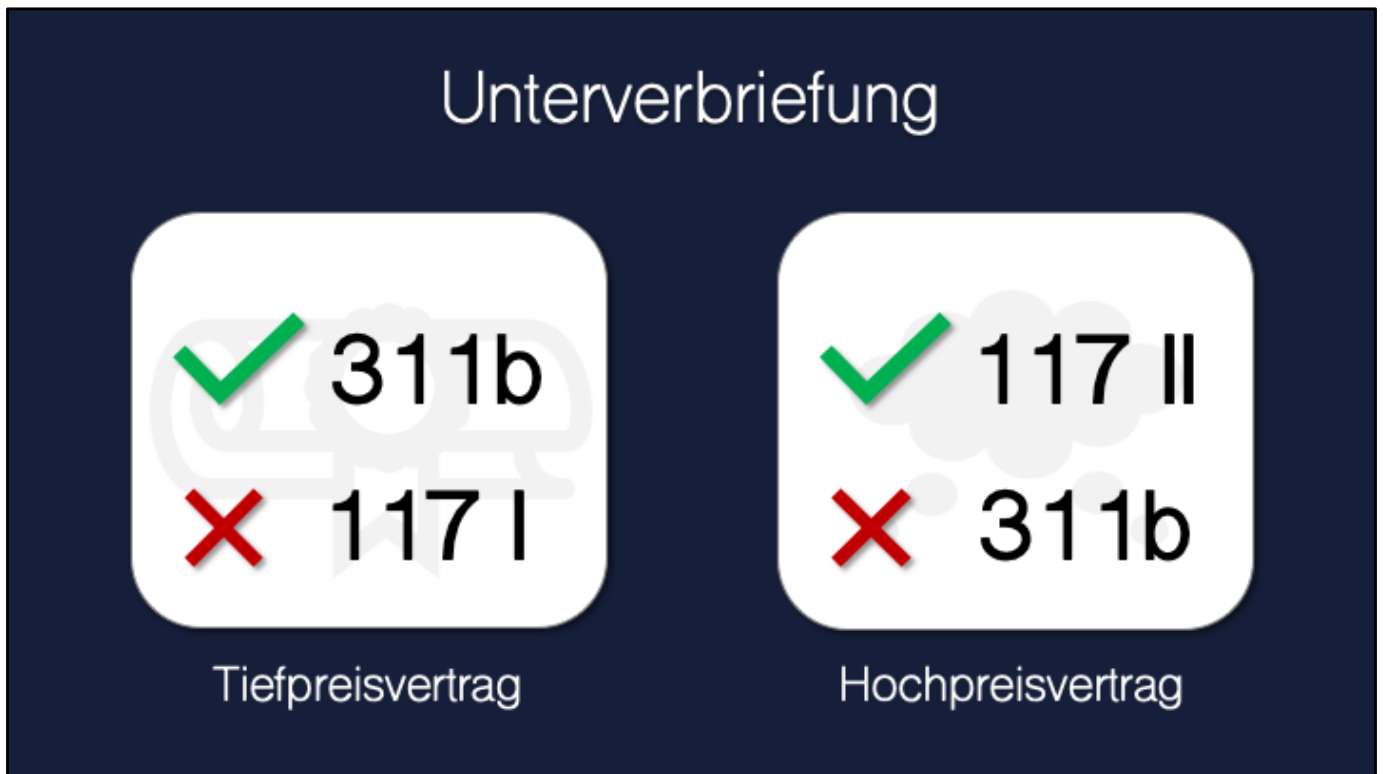 Unterverbriefung
311b
117 I
117 II
311b
Tiefpreisvertrag
Hochpreisvertrag